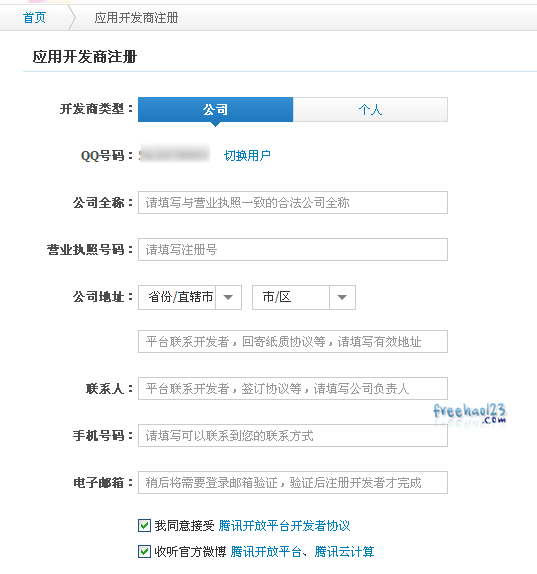 首页 应用开发商注册
应用开发商注册
开发商类型： 公司 个人
QQ号码： 切换用户
公司全称： 请填写与营业执照一致的合法公司全称
营业执照号码： 请填写注册号
公司地址： 省份/直辖市 市/区
平台联系开发者，回寄纸质协议等，请填写有效地址
联系人： 平台联系开发者，签订协议等，请填写公司负责人
freehao123
.com
手机号码： 请填写可以联系到您的联系方式
电子邮箱： 稍后将需要登录邮箱验证，验证后注册开发者才完成
我同意接受 腾讯开放平台开发者协议
收听官方微博 腾讯开放平台、腾讯云计算